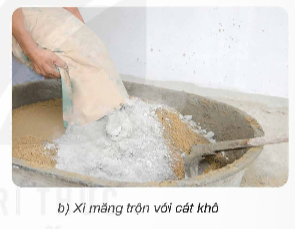 b) Xi măng trộn với cát khô